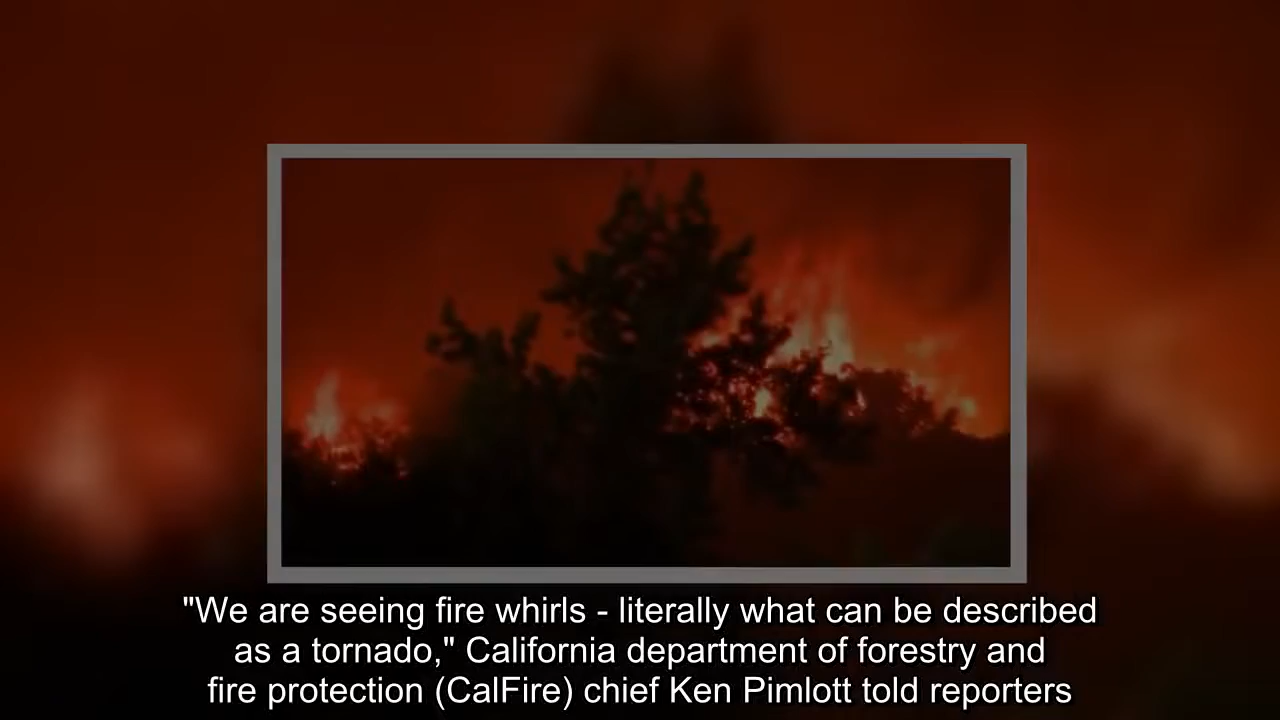 "We are seeing fire whirls - literally what can be described
as a tornado," California department of forestry and
fire protection (CalFire) chief Ken Pimlott told reporters